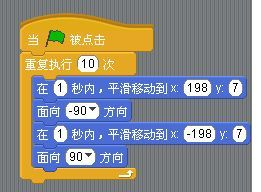 当 被点击
重复执行 10 次
在 1 秒内，平滑移动到 x: 198 y: 7
面向 -90 方向
在 1 秒内，平滑移动到 x: -198 y: 7
面向 90 方向